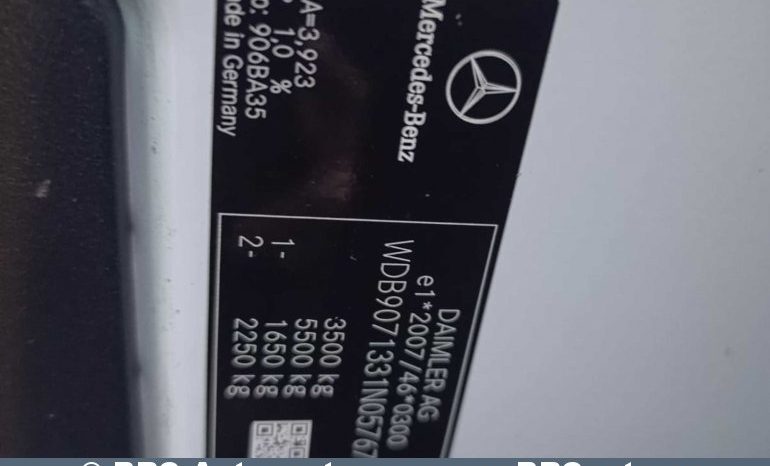 Mercedes-Benz
A=3,923
1,0 %
o: 906BA35
de in Germany
DAIMLER AG
e1*2007/46*0300
WDB9071331N05767
3500 kg
5500 kg
1- 1650 kg
2- 2250 kg